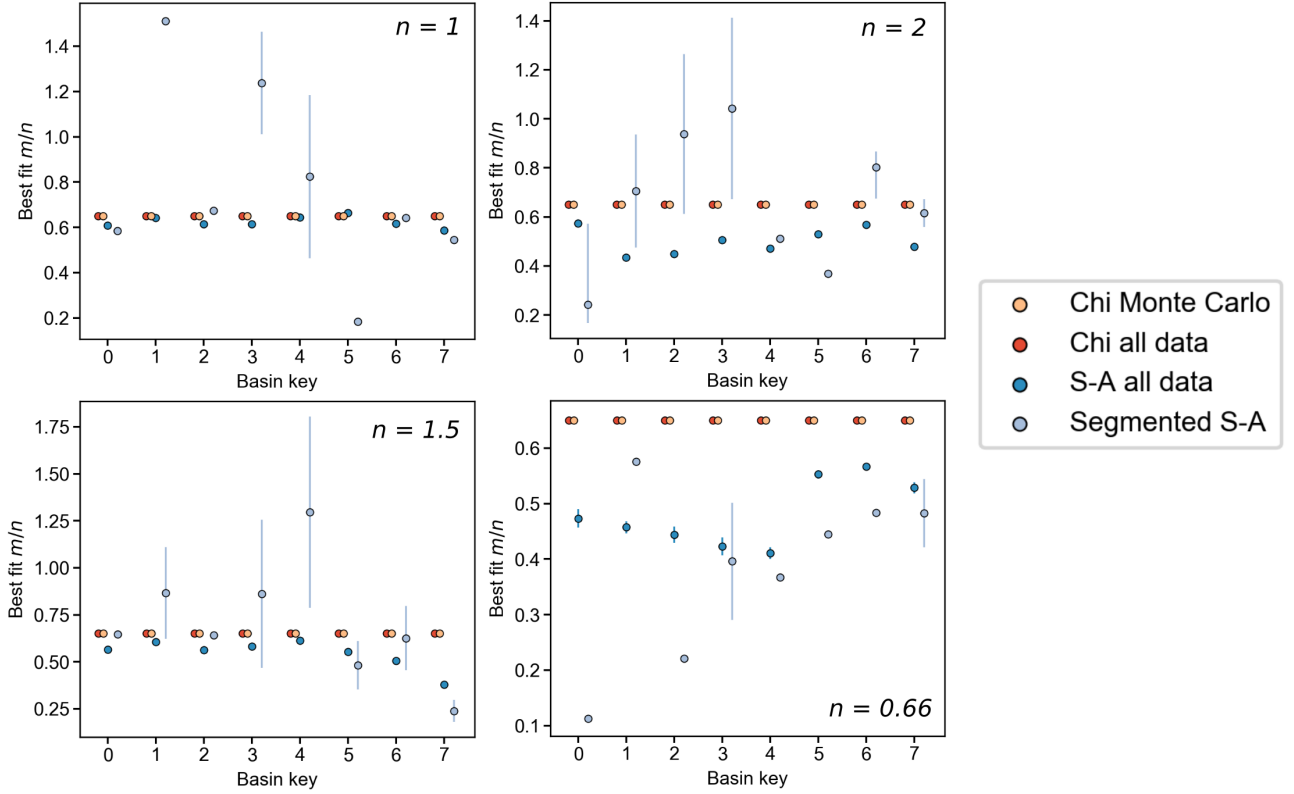 n = 1
Best fit m/n
1.4
1.2
1.0
0.8
0.6
0.4
0.2
0 1 2 3 4 5 6 7
Basin key
n = 2
Best fit m/n
1.4
1.2
1.0
0.8
0.6
0.4
0.2
0 1 2 3 4 5 6 7
Basin key
n = 1.5
Best fit m/n
1.75
1.50
1.25
1.00
0.75
0.50
0.25
0 1 2 3 4 5 6 7
Basin key
n = 0.66
Best fit m/n
0.6
0.5
0.4
0.3
0.2
0.1
0 1 2 3 4 5 6 7
Basin key
Chi Monte Carlo
Chi all data
S-A all data
Segmented S-A